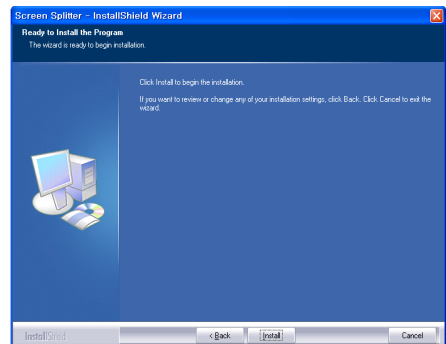 Screen Splitter - InstallShield Wizard
Ready to Install the Program
The wizard is ready to begin installation.
Click Install to begin the installation.
If you want to review or change any of your installation settings, click Back. Click Cancel to exit the
wizard.
InstallShield
< Back
Install
Cancel